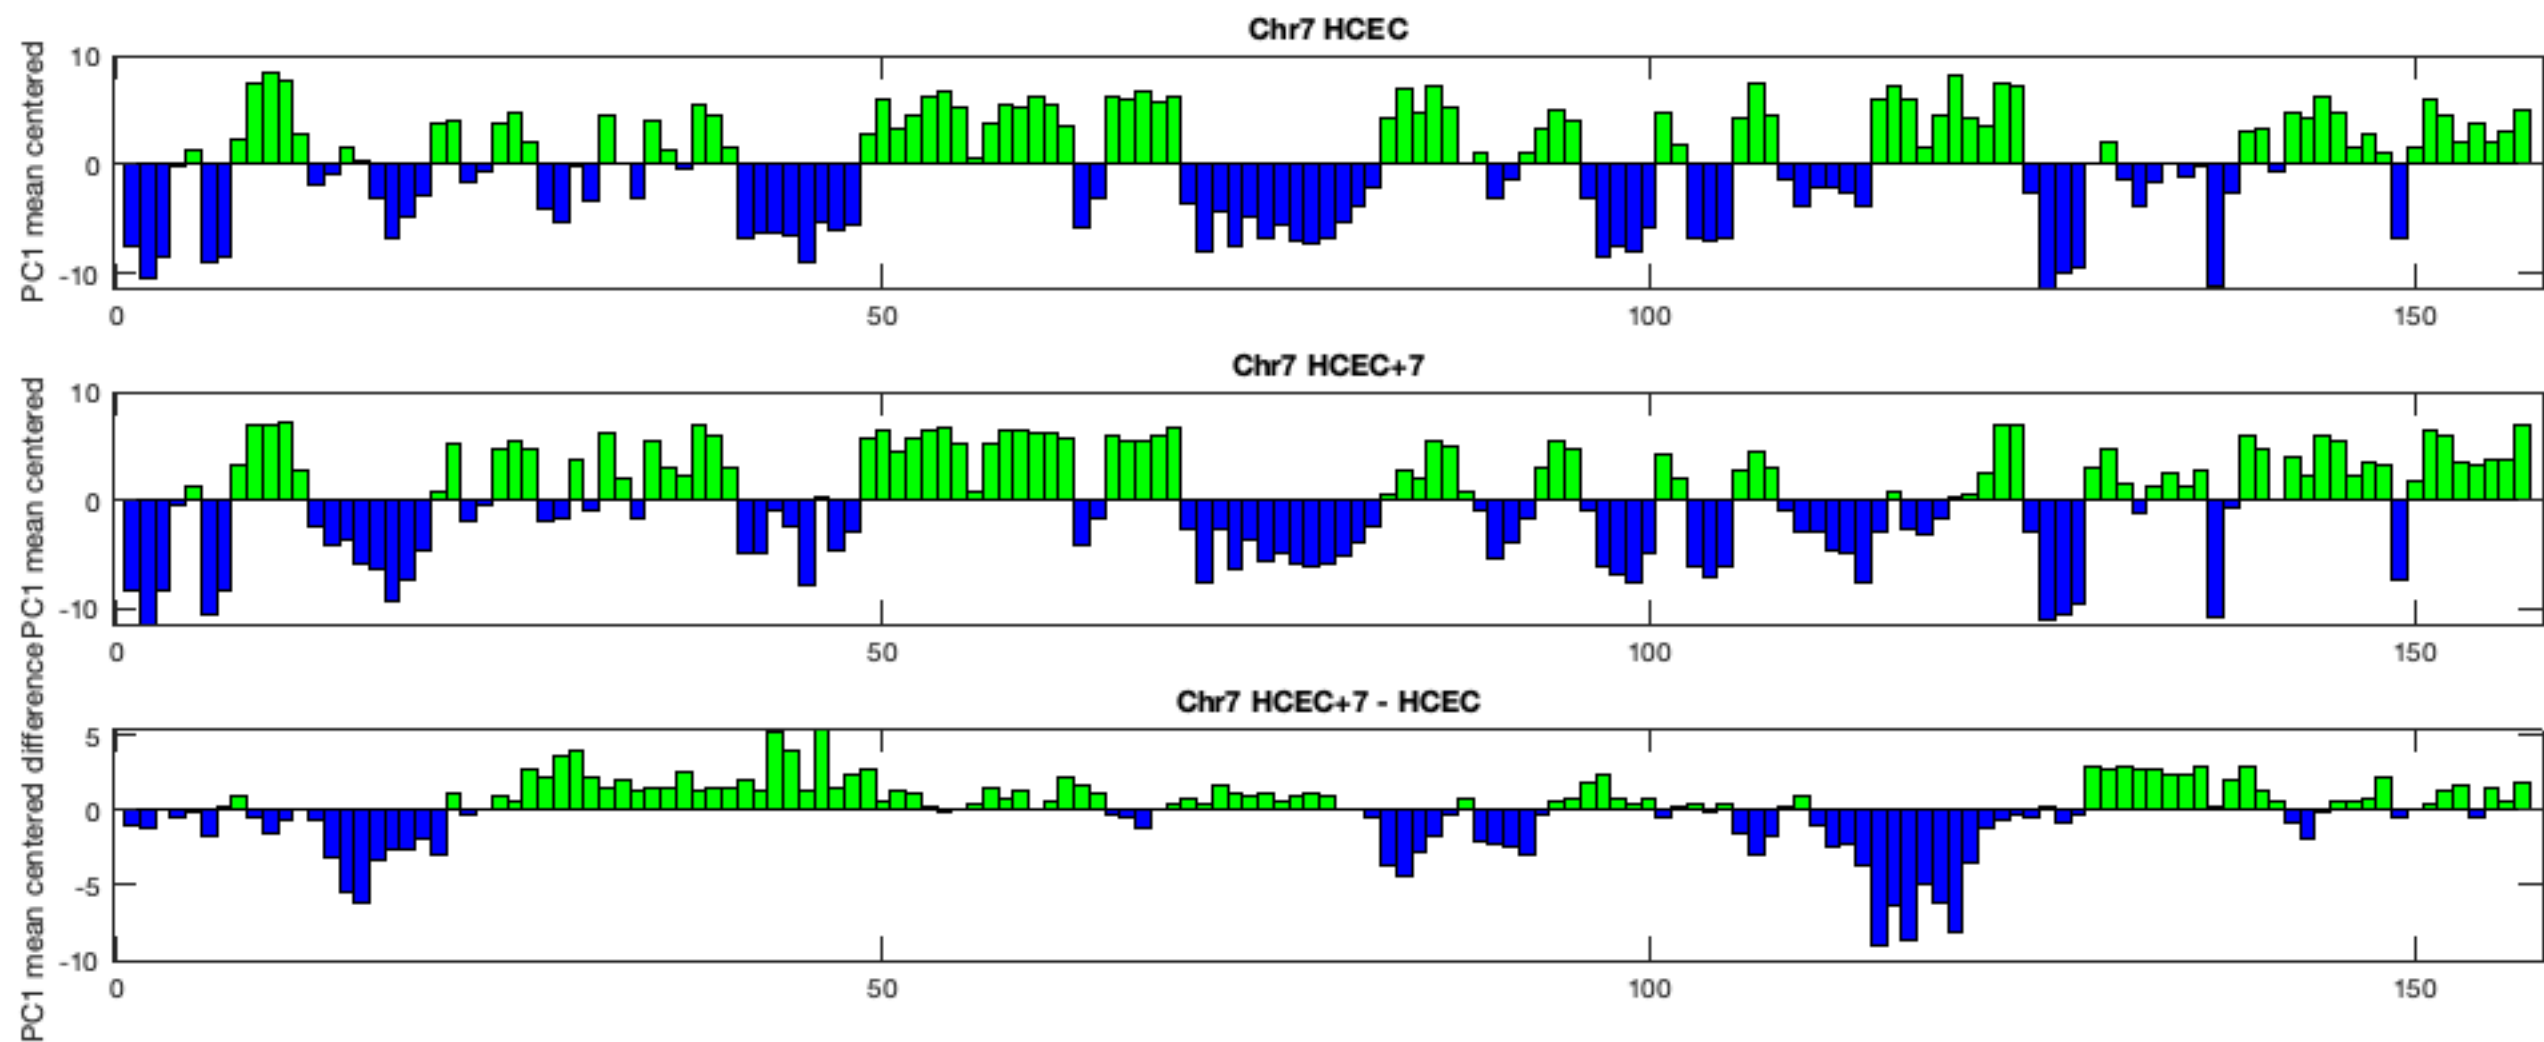 Chr7 HCEC
PC1 mean centered
10
0
-10
0 50 100 150
Chr7 HCEC+7
PC1 mean centered
10
0
-10
0 50 100 150
Chr7 HCEC+7 - HCEC
PC1 mean centered difference
5
0
-5
-10
0 50 100 150